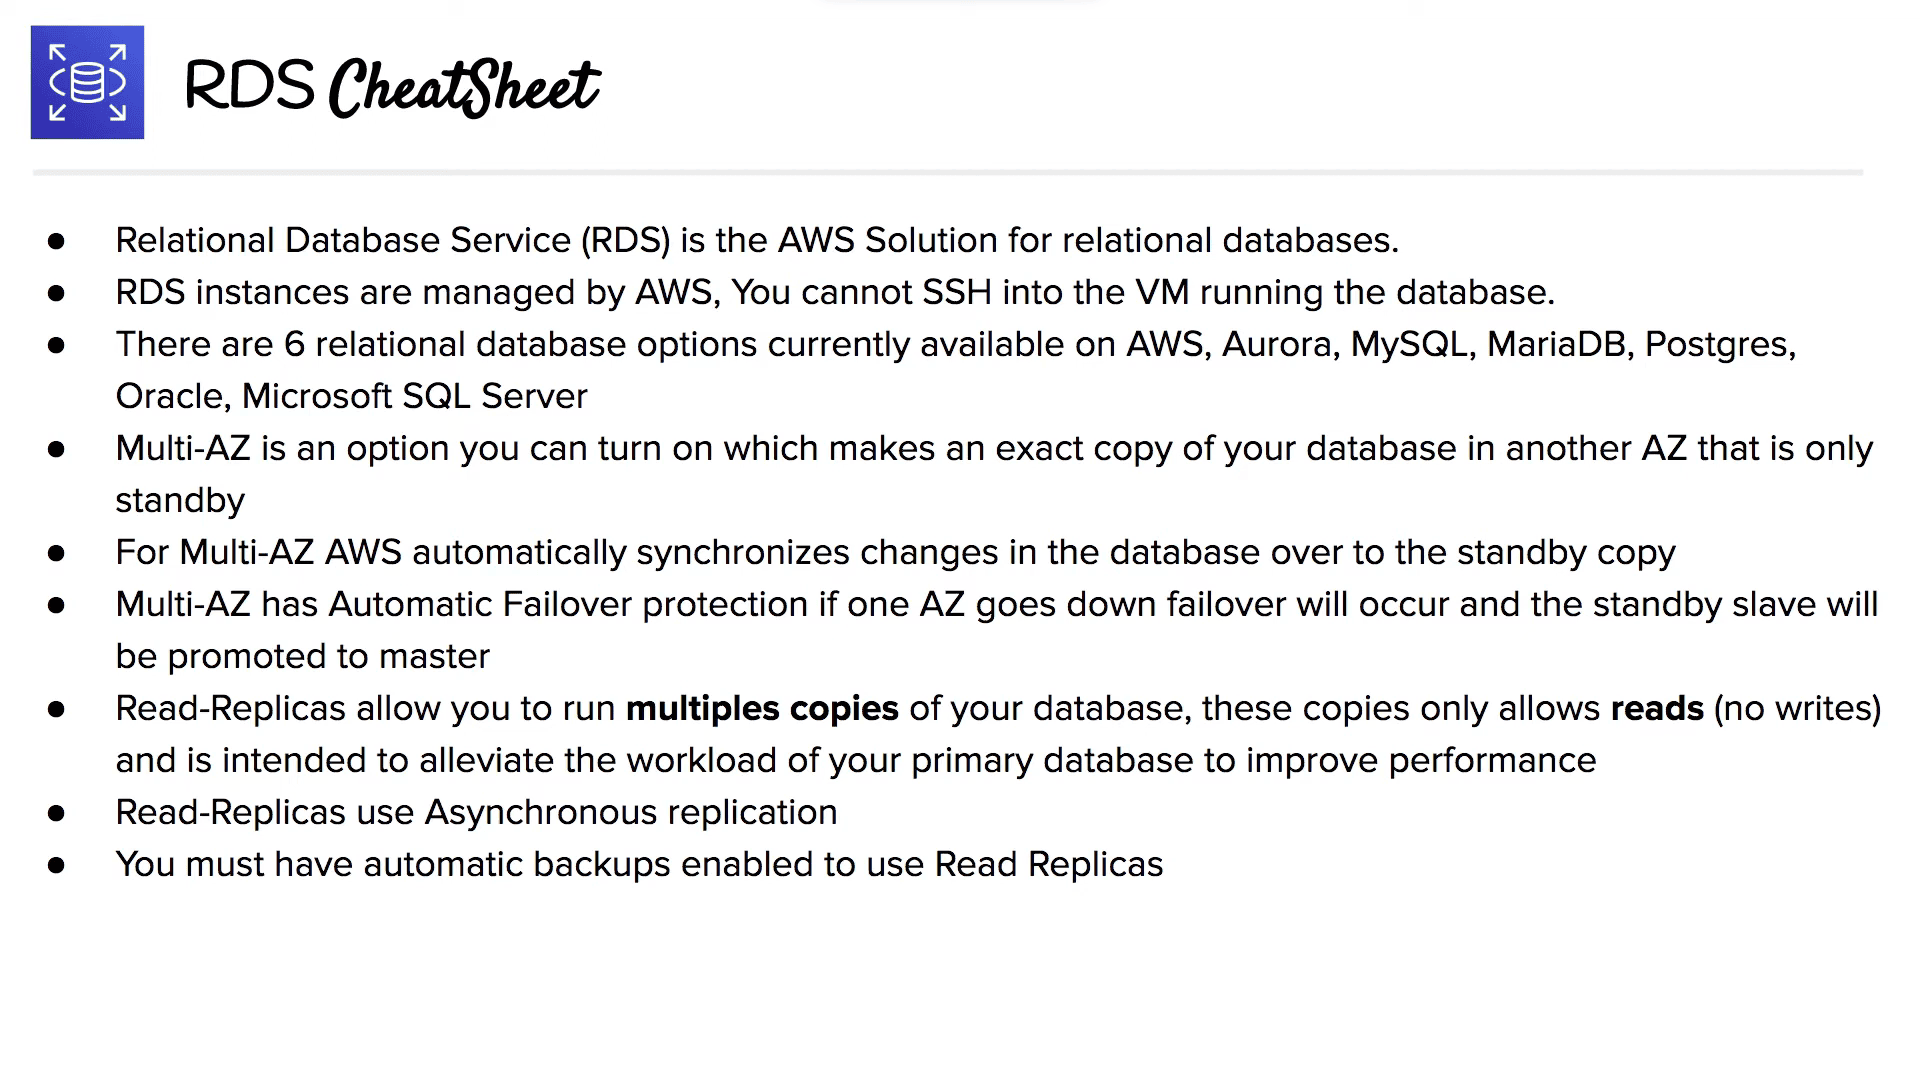 RDS CheatSheet
● Relational Database Service (RDS) is the AWS Solution for relational databases.
● RDS instances are managed by AWS, You cannot SSH into the VM running the database.
● There are 6 relational database options currently available on AWS, Aurora, MySQL, MariaDB, Postgres,
Oracle, Microsoft SQL Server
● Multi-AZ is an option you can turn on which makes an exact copy of your database in another AZ that is only
standby
● For Multi-AZ AWS automatically synchronizes changes in the database over to the standby copy
● Multi-AZ has Automatic Failover protection if one AZ goes down failover will occur and the standby slave will
be promoted to master
● Read-Replicas allow you to run multiples copies of your database, these copies only allows reads (no writes)
and is intended to alleviate the workload of your primary database to improve performance
● Read-Replicas use Asynchronous replication
● You must have automatic backups enabled to use Read Replicas